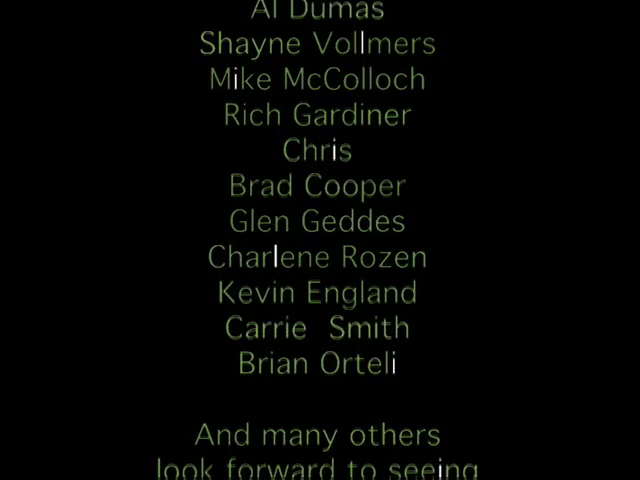 Al Dumas
Shayne Vollmers
Mike McColloch
Rich Gardiner
Chris
Brad Cooper
Glen Geddes
Charlene Rozen
Kevin England
Carrie  Smith
Brian Orteli
And many others
look forward to seeing